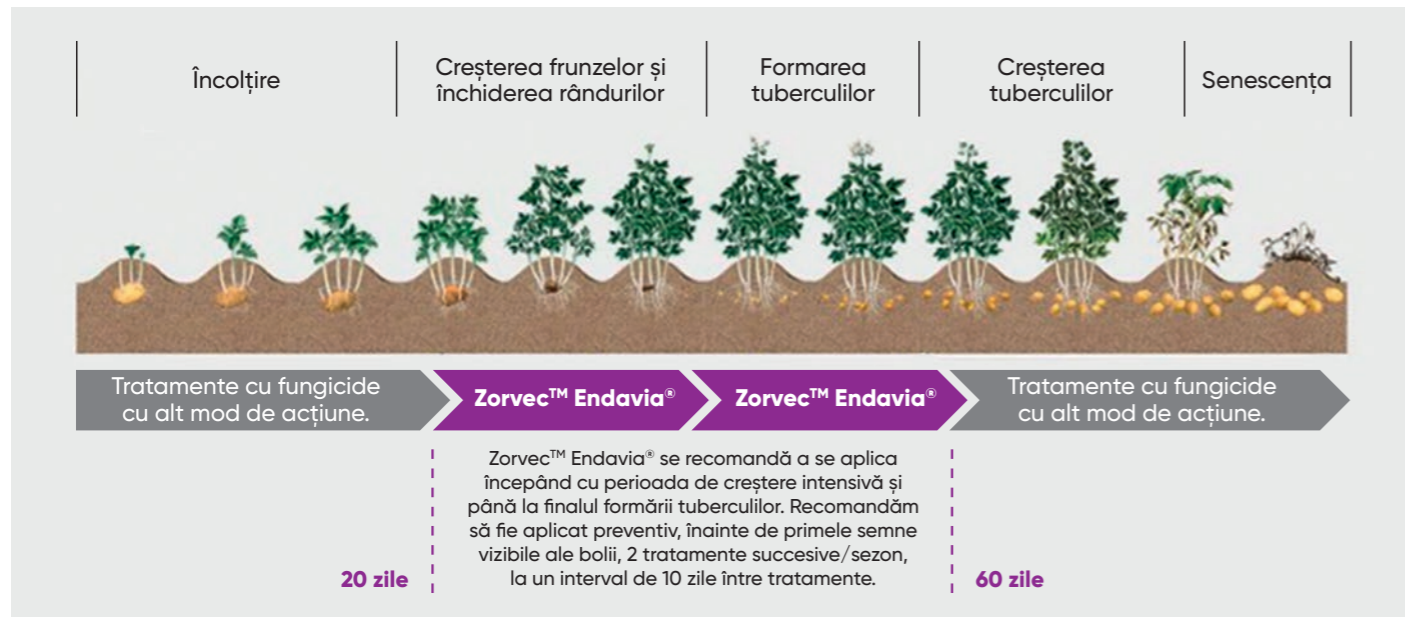 Încolțire
Creșterea frunzelor și
închiderea rândurilor
Formarea
tuberculilor
Creșterea
tuberculilor
Senescența
Tratamente cu fungicide
cu alt mod de acțiune.
Zorvec™ Endavia®
Zorvec™ Endavia®
Tratamente cu fungicide
cu alt mod de acțiune.
Zorvec™ Endavia® se recomandă a se aplica
începând cu perioada de creștere intensivă și
până la finalul formării tuberculilor. Recomandăm
să fie aplicat preventiv, înainte de primele semne
vizibile ale bolii, 2 tratamente succesive/sezon,
la un interval de 10 zile între tratamente.
20 zile
60 zile